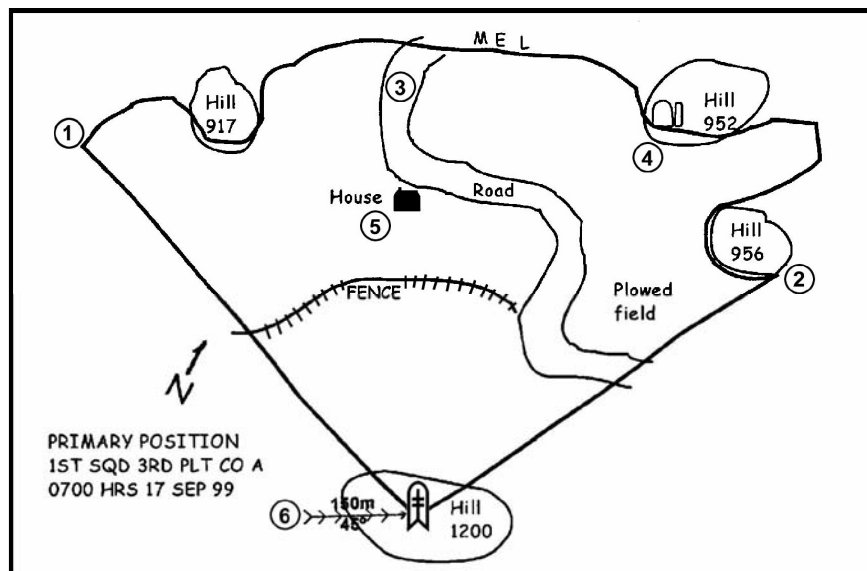 M E L
3
Hill
917
Hill
952
1
4
House
Road
5
Hill
956
2
FENCE
Plowed
field
N
PRIMARY POSITION
1ST SQD 3RD PLT CO A
0700 HRS 17 SEP 99
6
150m
45°
Hill
1200